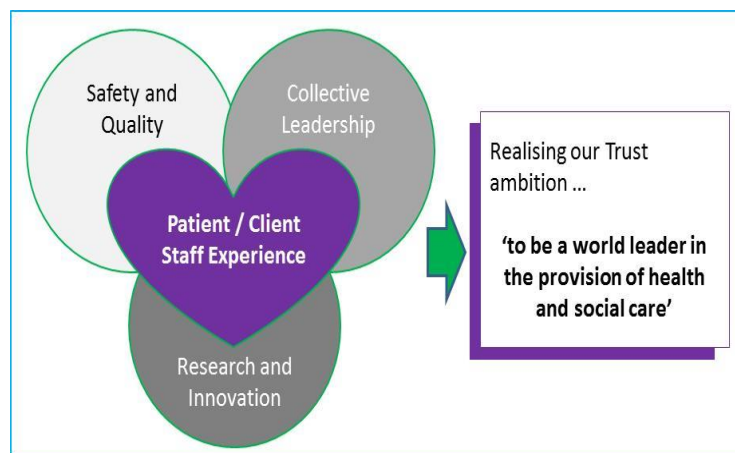 Safety and
Quality
Collective
Leadership
Patient / Client
Staff Experience
Research and
Innovation
Realising our Trust
ambition ...
‘to be a world leader in
the provision of health
and social care’